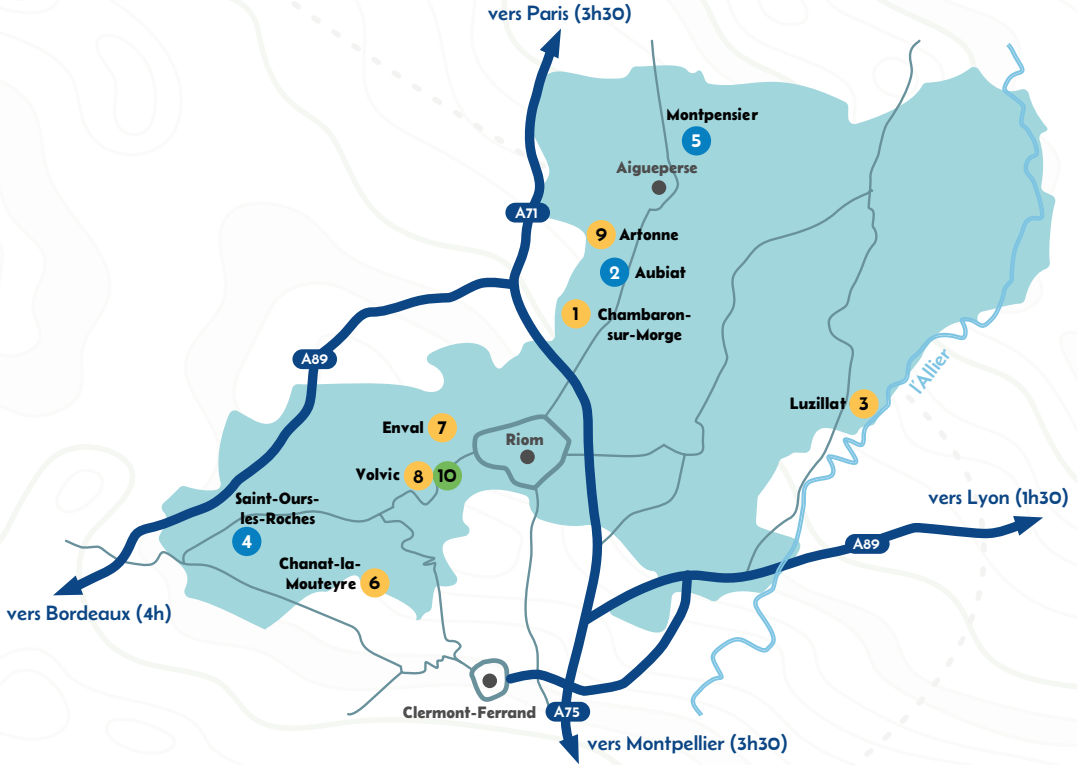 vers Paris (3h30)
Montpensier
5
Aigueperse
A71
9 Artonne
2 Aubiat
1 Chambaron-
sur-Morge
A89
l'Allier
Luzillat 3
Enval 7
Riom
Volvic 8 10
Saint-Ours-
les-Roches
4
vers Lyon (1h30)
A89
Chanat-la-
Mouteyre 6
vers Bordeaux (4h)
Clermont-Ferrand
A75
vers Montpellier (3h30)